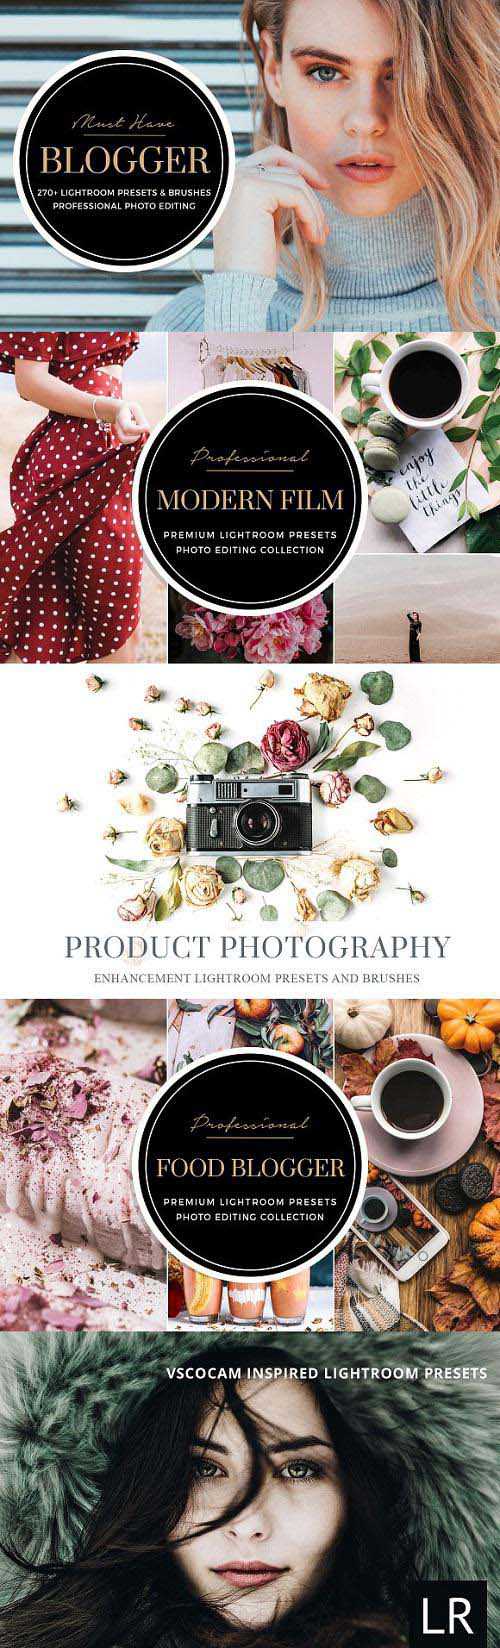 Must Have
BLOGGER
270+ LIGHTROOM PRESETS & BRUSHES
PROFESSIONAL PHOTO EDITING
Professional
MODERN FILM
PREMIUM LIGHTROOM PRESETS
PHOTO EDITING COLLECTION
enjoy
the
little
things
PRODUCT PHOTOGRAPHY
ENHANCEMENT LIGHTROOM PRESETS AND BRUSHES
Professional
FOOD BLOGGER
PREMIUM LIGHTROOM PRESETS
PHOTO EDITING COLLECTION
VSCOCAM INSPIRED LIGHTROOM PRESETS
LR